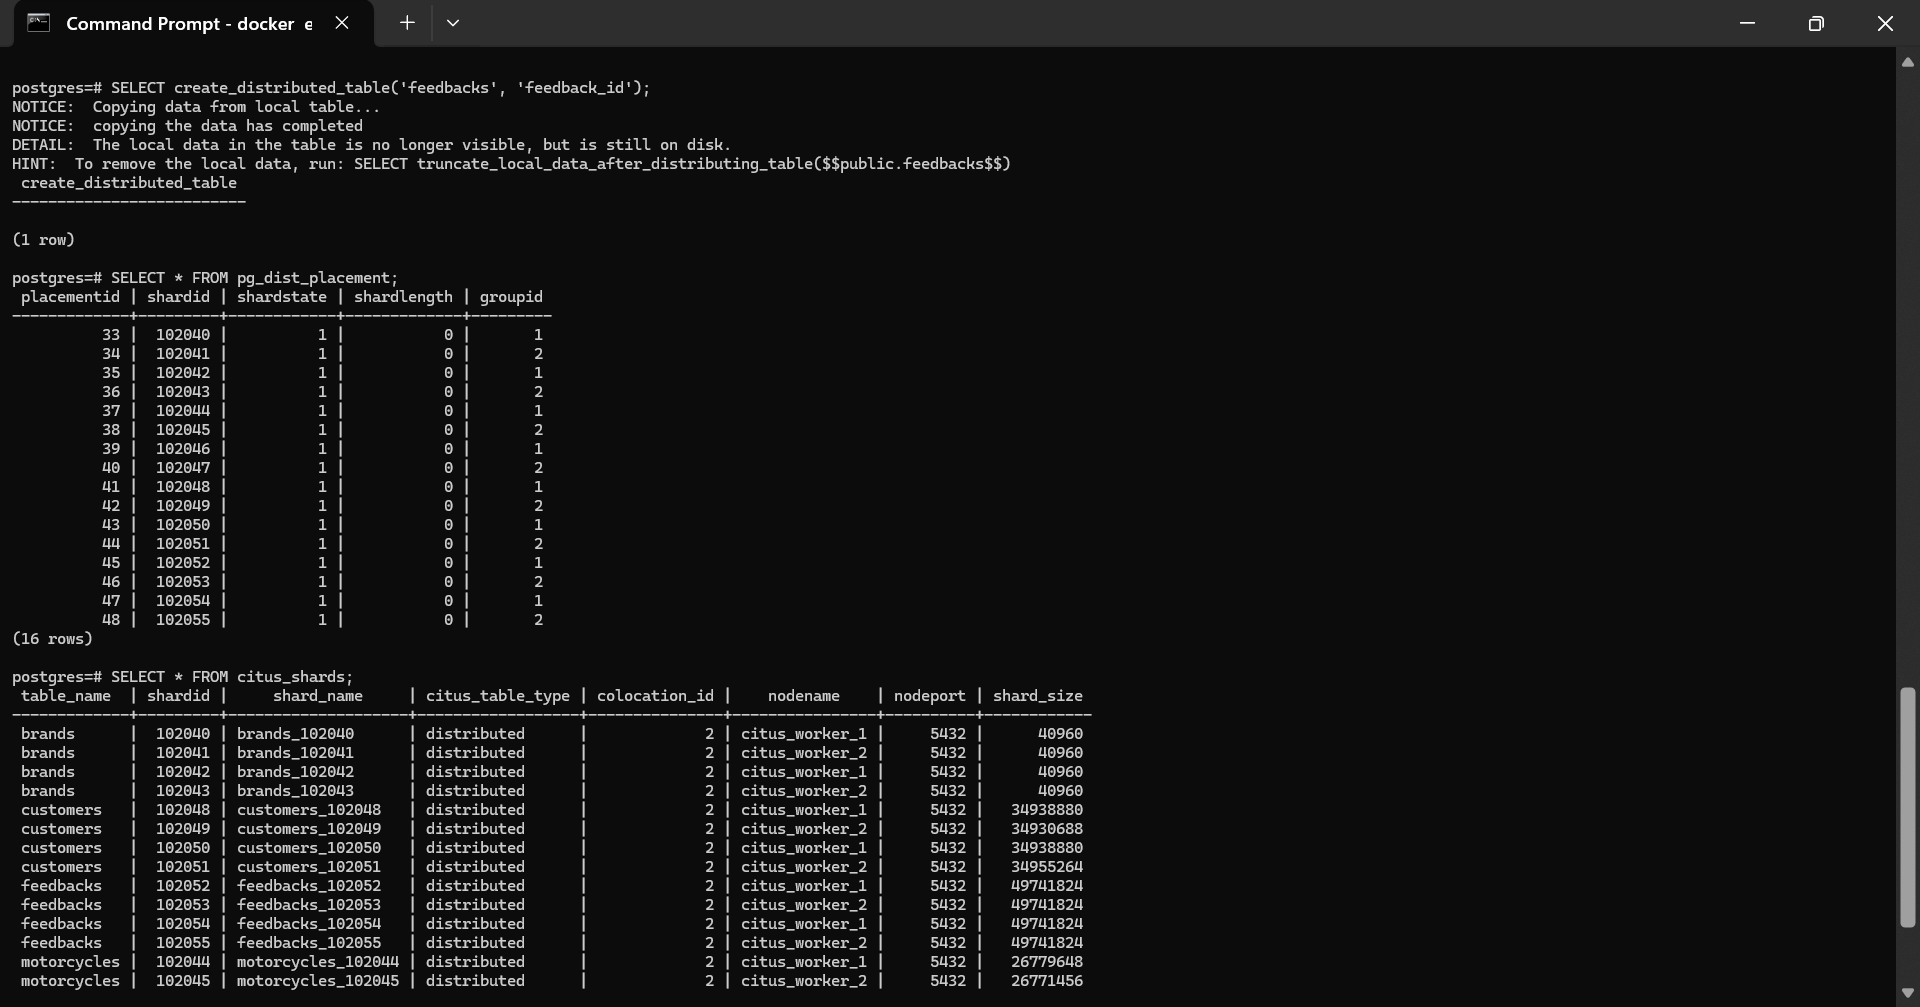 Command Prompt - docker e
postgres=# SELECT create_distributed_table('feedbacks', 'feedback_id');
NOTICE:  Copying data from local table...
NOTICE:  copying the data has completed
DETAIL:  The local data in the table is no longer visible, but is still on disk.
HINT:  To remove the local data, run: SELECT truncate_local_data_after_distributing_table($$public.feedbacks$$)
 create_distributed_table
--------------------------
(1 row)
postgres=# SELECT * FROM pg_dist_placement;
 placementid | shardid | shardstate | shardlength | groupid
-------------+---------+------------+-------------+---------
          33 |  102040 |          1 |           0 |       1
          34 |  102041 |          1 |           0 |       2
          35 |  102042 |          1 |           0 |       1
          36 |  102043 |          1 |           0 |       2
          37 |  102044 |          1 |           0 |       1
          38 |  102045 |          1 |           0 |       2
          39 |  102046 |          1 |           0 |       1
          40 |  102047 |          1 |           0 |       2
          41 |  102048 |          1 |           0 |       1
          42 |  102049 |          1 |           0 |       2
          43 |  102050 |          1 |           0 |       1
          44 |  102051 |          1 |           0 |       2
          45 |  102052 |          1 |           0 |       1
          46 |  102053 |          1 |           0 |       2
          47 |  102054 |          1 |           0 |       1
          48 |  102055 |          1 |           0 |       2
(16 rows)
postgres=# SELECT * FROM citus_shards;
 table_name  | shardid |     shard_name     | citus_table_type | colocation_id |    nodename    | nodeport | shard_size
-------------+---------+--------------------+------------------+---------------+----------------+----------+------------
 brands      |  102040 | brands_102040      | distributed      |             2 | citus_worker_1 |     5432 |      40960
 brands      |  102041 | brands_102041      | distributed      |             2 | citus_worker_2 |     5432 |      40960
 brands      |  102042 | brands_102042      | distributed      |             2 | citus_worker_1 |     5432 |      40960
 brands      |  102043 | brands_102043      | distributed      |             2 | citus_worker_2 |     5432 |      40960
 customers   |  102048 | customers_102048   | distributed      |             2 | citus_worker_1 |     5432 |   34938880
 customers   |  102049 | customers_102049   | distributed      |             2 | citus_worker_2 |     5432 |   34930688
 customers   |  102050 | customers_102050   | distributed      |             2 | citus_worker_1 |     5432 |   34938880
 customers   |  102051 | customers_102051   | distributed      |             2 | citus_worker_2 |     5432 |   34955264
 feedbacks   |  102052 | feedbacks_102052   | distributed      |             2 | citus_worker_1 |     5432 |   49741824
 feedbacks   |  102053 | feedbacks_102053   | distributed      |             2 | citus_worker_2 |     5432 |   49741824
 feedbacks   |  102054 | feedbacks_102054   | distributed      |             2 | citus_worker_1 |     5432 |   49741824
 feedbacks   |  102055 | feedbacks_102055   | distributed      |             2 | citus_worker_2 |     5432 |   49741824
 motorcycles |  102044 | motorcycles_102044 | distributed      |             2 | citus_worker_1 |     5432 |   26779648
 motorcycles |  102045 | motorcycles_102045 | distributed      |             2 | citus_worker_2 |     5432 |   26771456